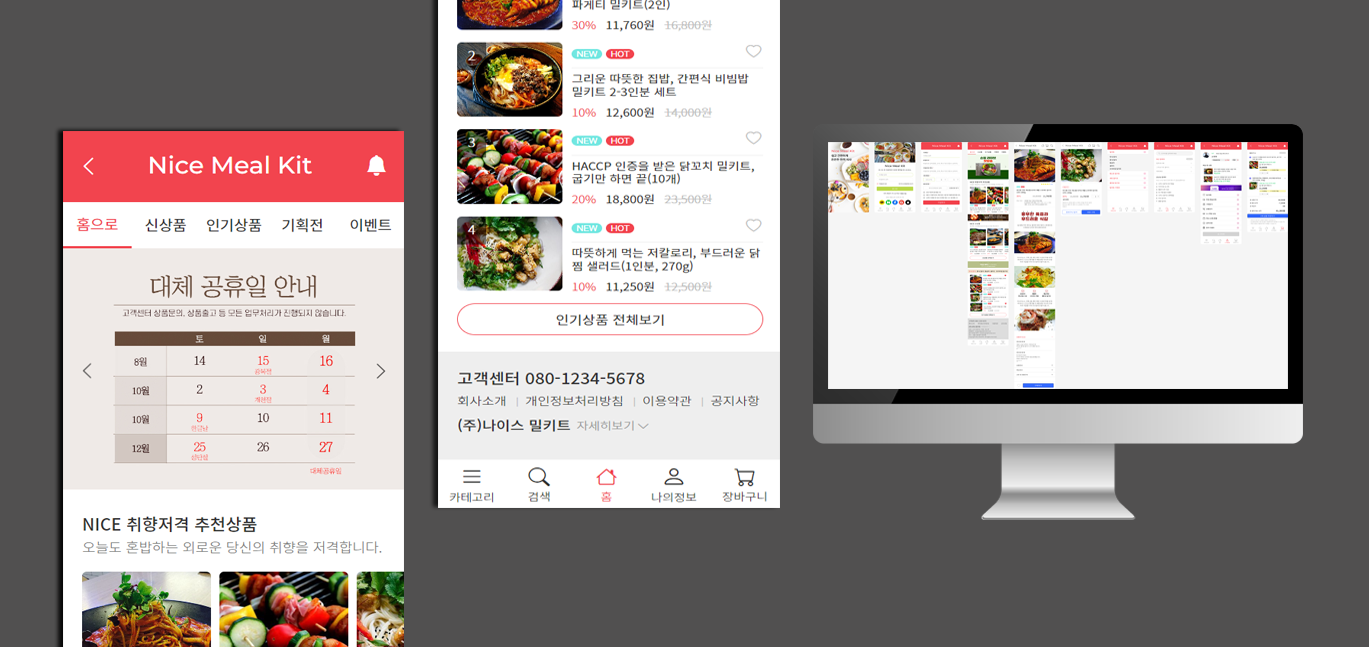 Nice Meal Kit
홈으로 신상품 인기상품 기획전 이벤트
대체 공휴일 안내
고객센터 상품문의, 상품출고 등 모든 업무처리가 진행되지 않습니다.
토 일 월
8월 14 15 16
광복절
10월 2 3 4
개천절
10월 9 10 11
한글날
12월 25 26 27
성탄절
대체공휴일
NICE 취향저격 추천상품
오늘도 혼밥하는 외로운 당신의 취향을 저격합니다.
파게티 밀키트(2인)
30% 11,760원 16,800원
2
NEW HOT
그리운 따뜻한 집밥, 간편식 비빔밥
밀키트 2-3인분 세트
10% 12,600원 14,000원
3
NEW HOT
HACCP 인증을 받은 닭꼬치 밀키트,
굽기만 하면 끝(10개)
20% 18,800원 23,500원
4
NEW HOT
따뜻하게 먹는 저칼로리, 부드러운 닭
찜 샐러드(1인분, 270g)
10% 11,250원 12,500원
인기상품 전체보기
고객센터 080-1234-5678
회사소개 | 개인정보처리방침 | 이용약관 | 공지사항
(주)나이스 밀키트 자세히보기
카테고리 검색 홈 나의정보 장바구니